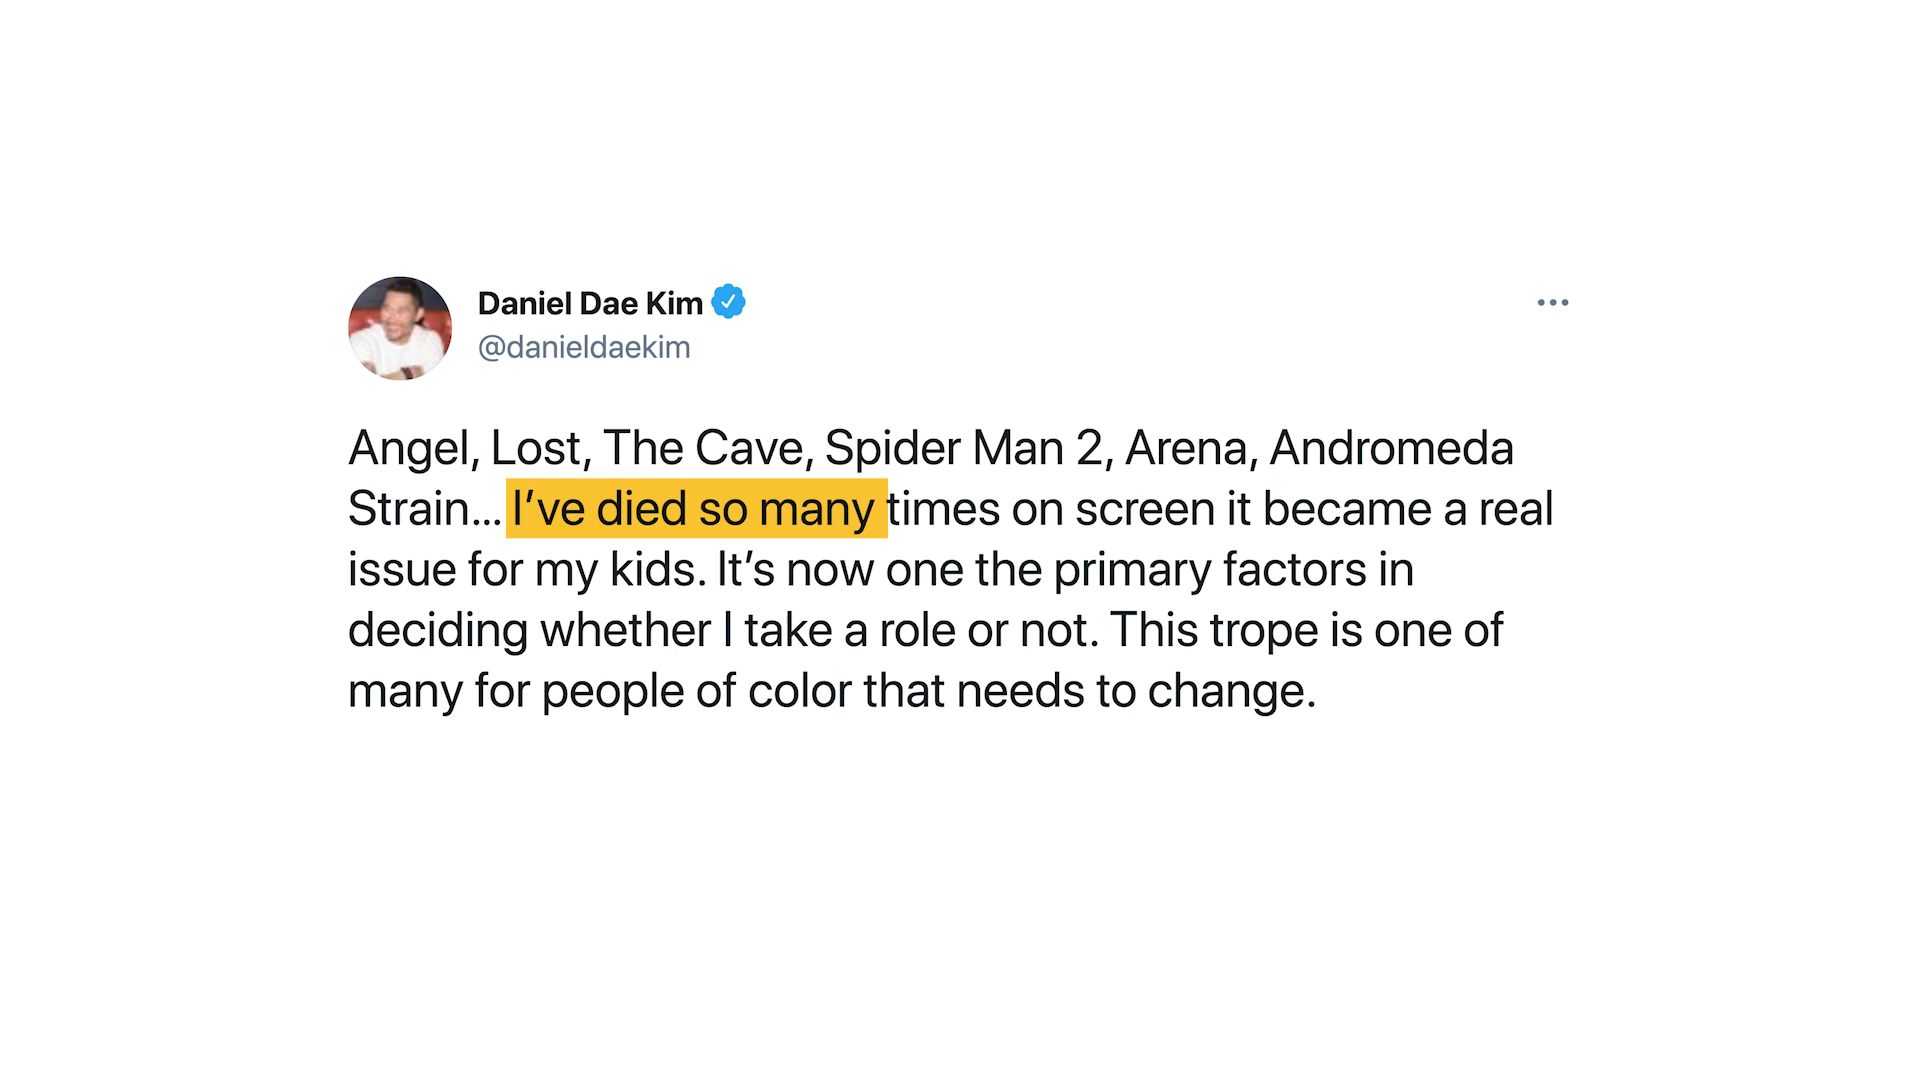 Daniel Dae Kim
@danieldaekim
Angel, Lost, The Cave, Spider Man 2, Arena, Andromeda
Strain... I’ve died so many times on screen it became a real
issue for my kids. It’s now one the primary factors in
deciding whether I take a role or not. This trope is one of
many for people of color that needs to change.